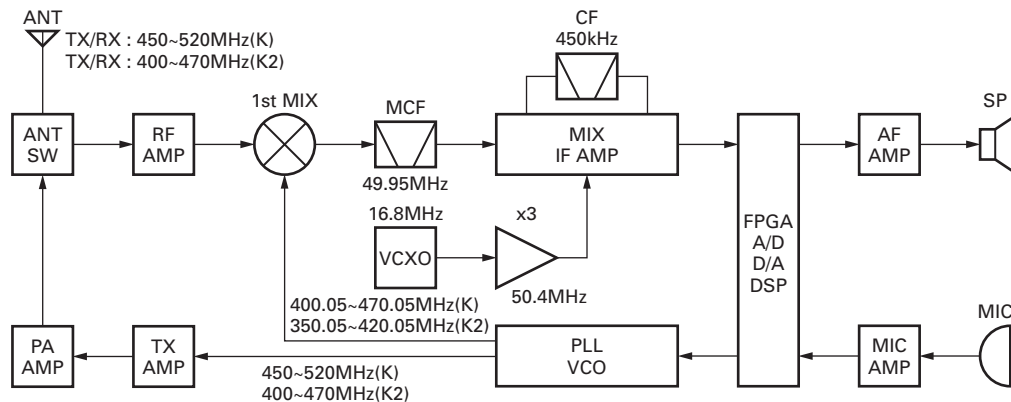 ANT
TX/RX : 450~520MHz(K)
TX/RX : 400~470MHz(K2)
CF
450kHz
1st MIX
MCF
SP
ANT
SW
RF
AMP
MIX
IF AMP
AF
AMP
49.95MHz
16.8MHz
x3
VCXO
50.4MHz
FPGA
A/D
D/A
DSP
400.05~470.05MHz(K)
350.05~420.05MHz(K2)
MIC
PA
AMP
TX
AMP
PLL
VCO
MIC
AMP
450~520MHz(K)
400~470MHz(K2)